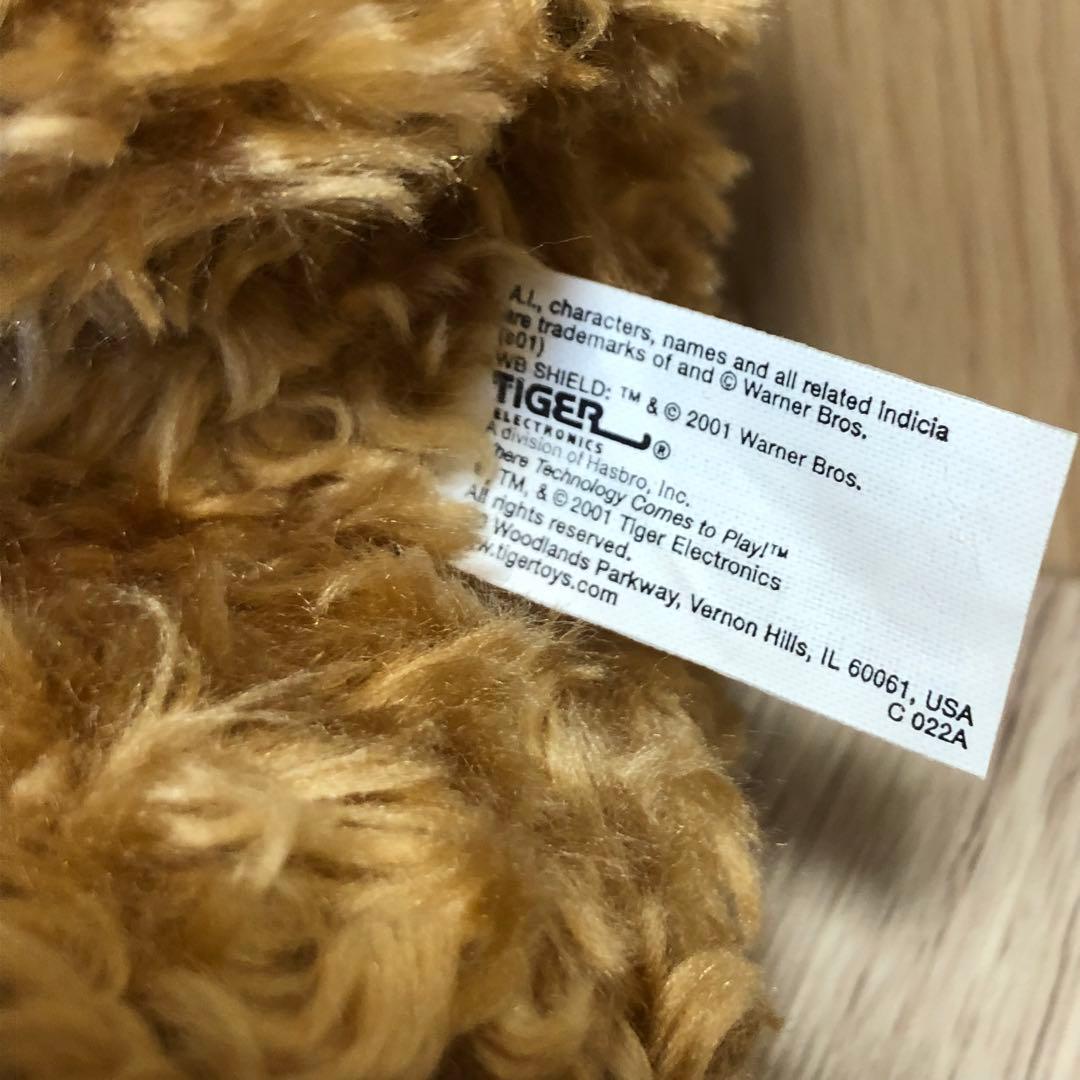 A.I., characters, names and all related indicia
are trademarks of and © Warner Bros.
(s01)
WB SHIELD: ™ & © 2001 Warner Bros.
TIGER®
ELECTRONICS
A division of Hasbro, Inc.
Technology Comes to Play!™
TM, & © 2001 Tiger Electronics
All rights reserved.
Woodlands Parkway, Vernon Hills, IL 60061, USA
w.tigertoys.com
C 022A